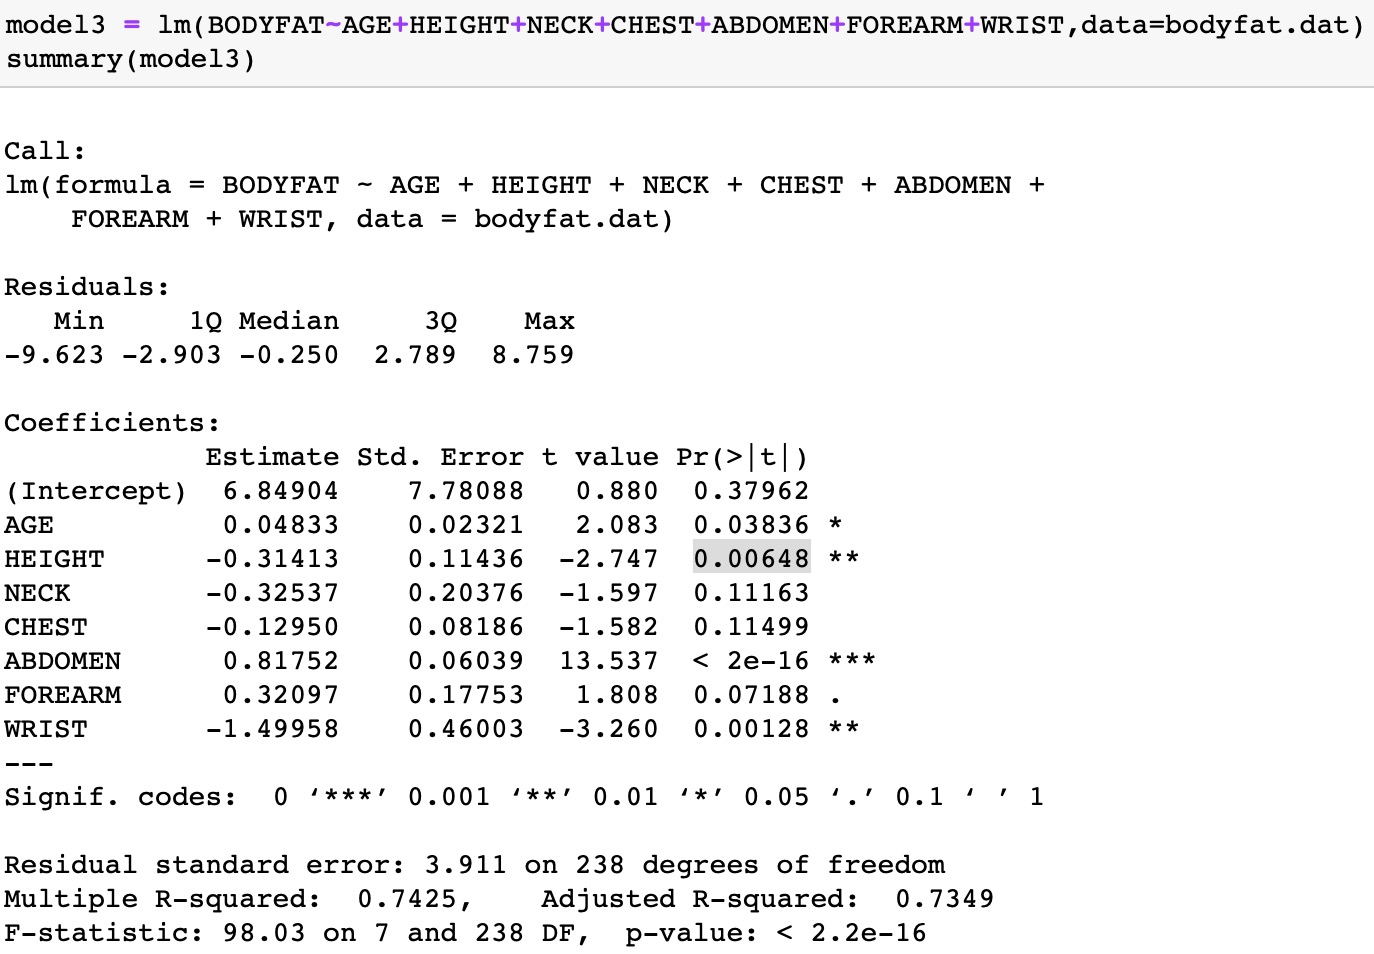 model3 = lm(BODYFAT~AGE+HEIGHT+NECK+CHEST+ABDOMEN+FOREARM+WRIST,data=bodyfat.dat)
summary(model3)
Call:
lm(formula = BODYFAT ~ AGE + HEIGHT + NECK + CHEST + ABDOMEN +
    FOREARM + WRIST, data = bodyfat.dat)
Residuals:
   Min     1Q Median     3Q    Max
-9.623 -2.903 -0.250  2.789  8.759
Coefficients:
            Estimate Std. Error t value Pr(>|t|)
(Intercept)  6.84904    7.78088   0.880  0.37962
AGE          0.04833    0.02321   2.083  0.03836 *
HEIGHT      -0.31413    0.11436  -2.747  0.00648 **
NECK        -0.32537    0.20376  -1.597  0.11163
CHEST       -0.12950    0.08186  -1.582  0.11499
ABDOMEN      0.81752    0.06039  13.537  < 2e-16 ***
FOREARM      0.32097    0.17753   1.808  0.07188 .
WRIST       -1.49958    0.46003  -3.260  0.00128 **
---
Signif. codes:  0 ‘***’ 0.001 ‘**’ 0.01 ‘*’ 0.05 ‘.’ 0.1 ‘ ’ 1
Residual standard error: 3.911 on 238 degrees of freedom
Multiple R-squared:  0.7425,    Adjusted R-squared:  0.7349
F-statistic: 98.03 on 7 and 238 DF,  p-value: < 2.2e-16